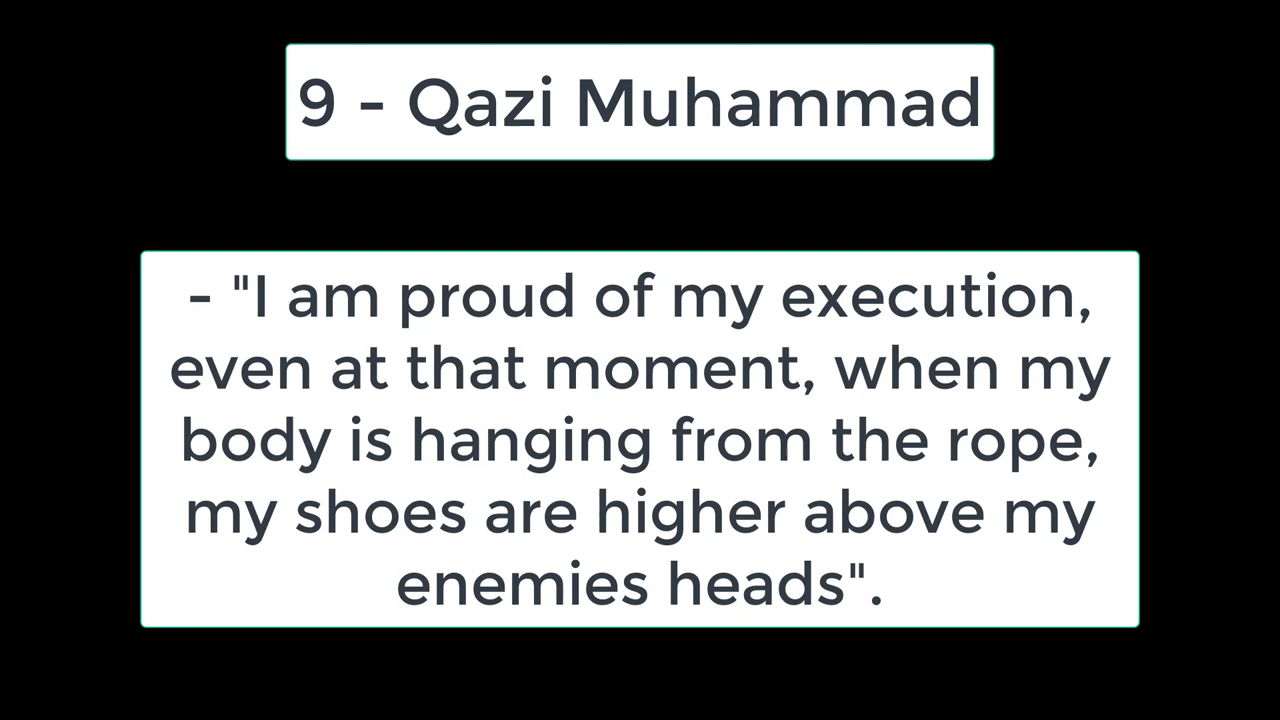 9 - Qazi Muhammad
- "I am proud of my execution,
even at that moment, when my
body is hanging from the rope,
my shoes are higher above my
enemies heads".